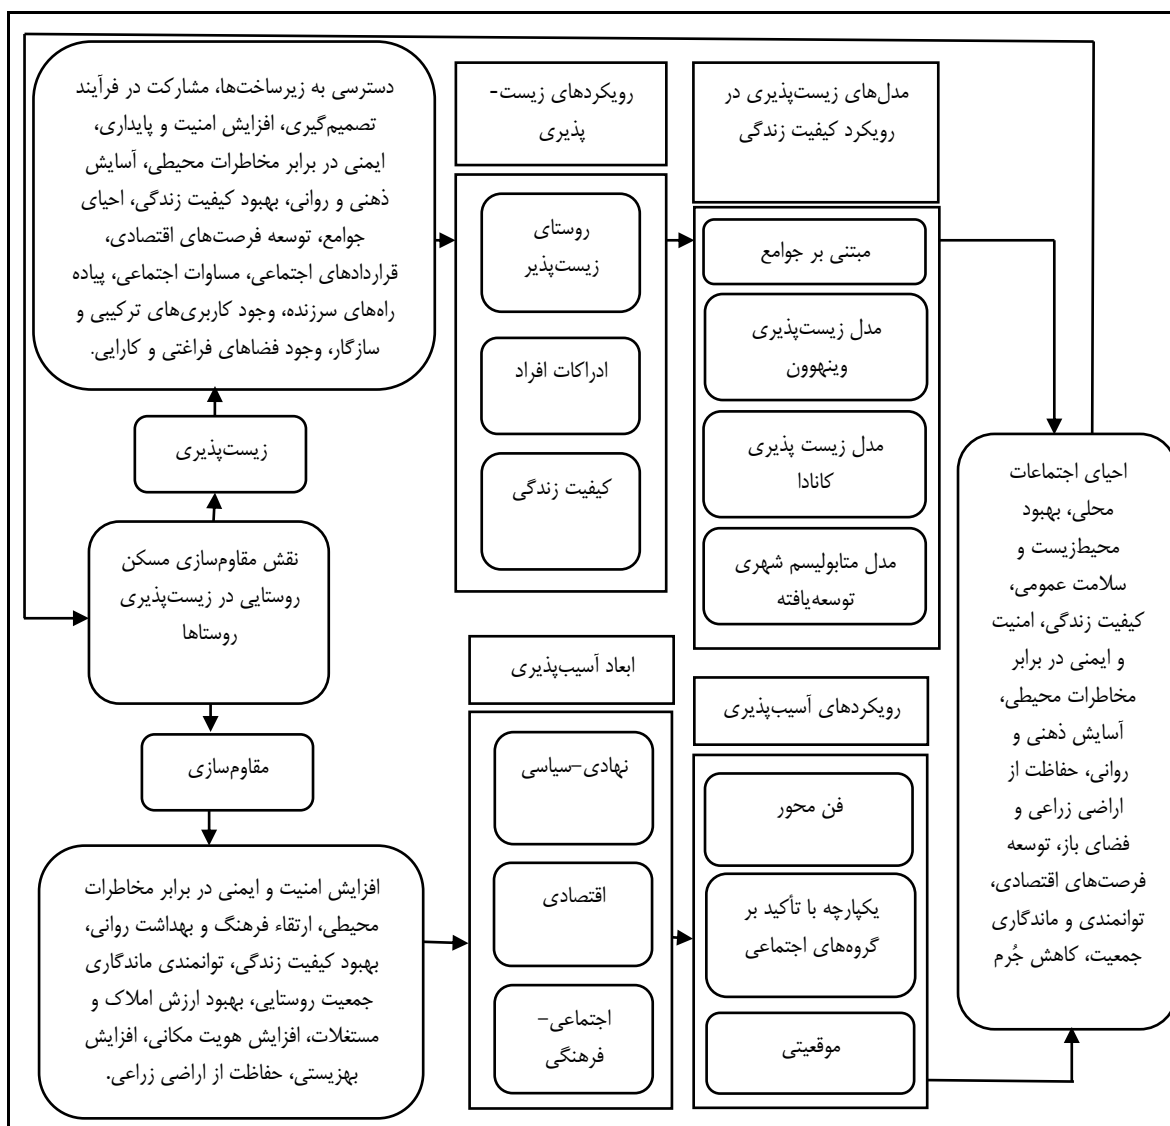 دسترسی به زیرساخت‌ها، مشارکت در فرآیند
تصمیم‌گیری، افزایش امنیت و پایداری،
ایمنی در برابر مخاطرات محیطی، آسایش
ذهنی و روانی، بهبود کیفیت زندگی، احیای
جوامع، توسعه فرصت‌های اقتصادی،
قراردادهای اجتماعی، مساوات اجتماعی، پیاده
راه‌های سرزنده، وجود کاربری‌های ترکیبی و
سازگار، وجود فضاهای فراغتی و کارایی.
زیست‌پذیری
نقش مقاوم‌سازی مسکن
روستایی در زیست‌پذیری
روستاها
مقاوم‌سازی
افزایش امنیت و ایمنی در برابر مخاطرات
محیطی، ارتقاء فرهنگ و بهداشت روانی،
بهبود کیفیت زندگی، توانمندی ماندگاری
جمعیت روستایی، بهبود ارزش املاک و
مستغلات، افزایش هویت مکانی، افزایش
بهزیستی، حفاظت از اراضی زراعی.
رویکردهای زیست-
پذیری
روستای
زیست‌پذیر
ادراکات افراد
کیفیت زندگی
مدل‌های زیست‌پذیری در
رویکرد کیفیت زندگی
مبتنی بر جوامع
مدل زیست‌پذیری
وینهوون
مدل زیست پذیری
کانادا
مدل متابولیسم شهری
توسعه‌یافته
ابعاد آسیب‌پذیری
نهادی–سیاسی
اقتصادی
اجتماعی–
فرهنگی
رویکردهای آسیب‌پذیری
فن محور
یکپارچه با تأکید بر
گروه‌های اجتماعی
موقعیتی
احیای اجتماعات
محلی، بهبود
محیط‌زیست و
سلامت عمومی،
کیفیت زندگی، امنیت
و ایمنی در برابر
مخاطرات محیطی،
آسایش ذهنی و
روانی، حفاظت از
اراضی زراعی و
فضای باز، توسعه
فرصت‌های اقتصادی،
توانمندی و ماندگاری
جمعیت، کاهش جُرم